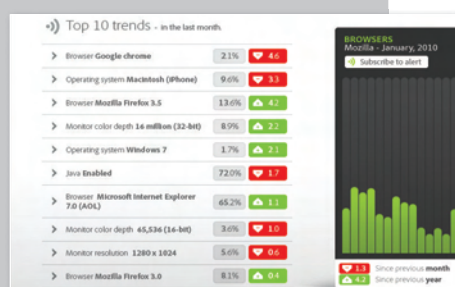 Top 10 trends - in the last month.
Browser Google chrome 2.1% 4.6
Operating system Macintosh (IPhone) 9.6% 3.3
Browser Mozilla Firefox 3.5 13.6% 4.2
Monitor color depth 16 million (32-bit) 8.9% 2.2
Operating system Windows 7 1.7% 2.1
Java Enabled 72.0% 1.7
Browser Microsoft Internet Explorer
7.0 (AOL) 65.2% 1.1
Monitor color depth 65,536 (16-bit) 3.6% 1.0
Monitor resolution 1280 x 1024 5.6% 0.6
Browser Mozilla Firefox 3.0 8.1% 0.4
BROWSERS
Mozilla - January, 2010
Subscribe to alert
1.3 Since previous month
4.2 Since previous year